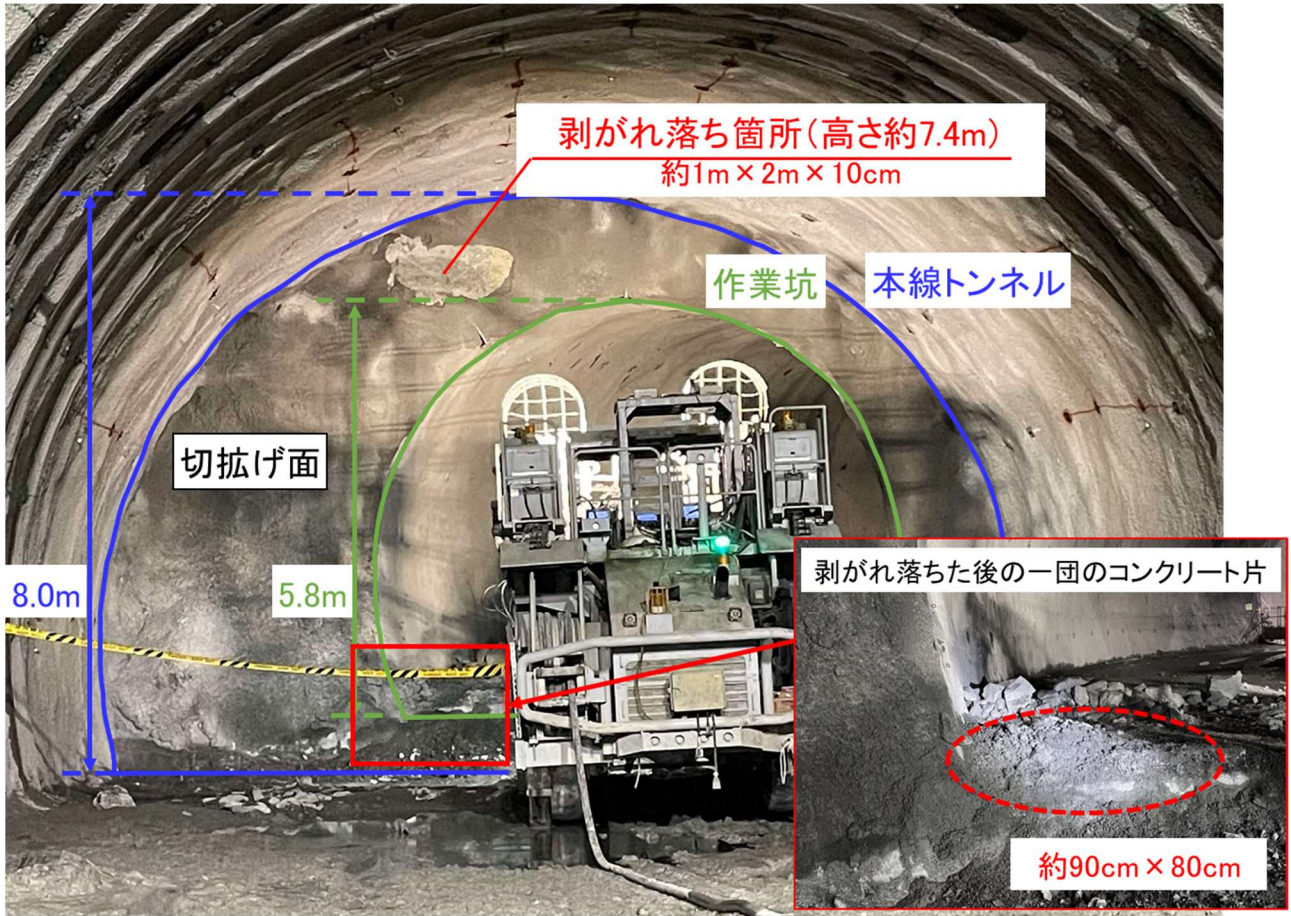 剥がれ落ち箇所（高さ約7.4m）
約1m×2m×10cm
作業坑
本線トンネル
切拡げ面
8.0m
5.8m
剥がれ落ちた後の一団のコンクリート片
約90cm×80cm